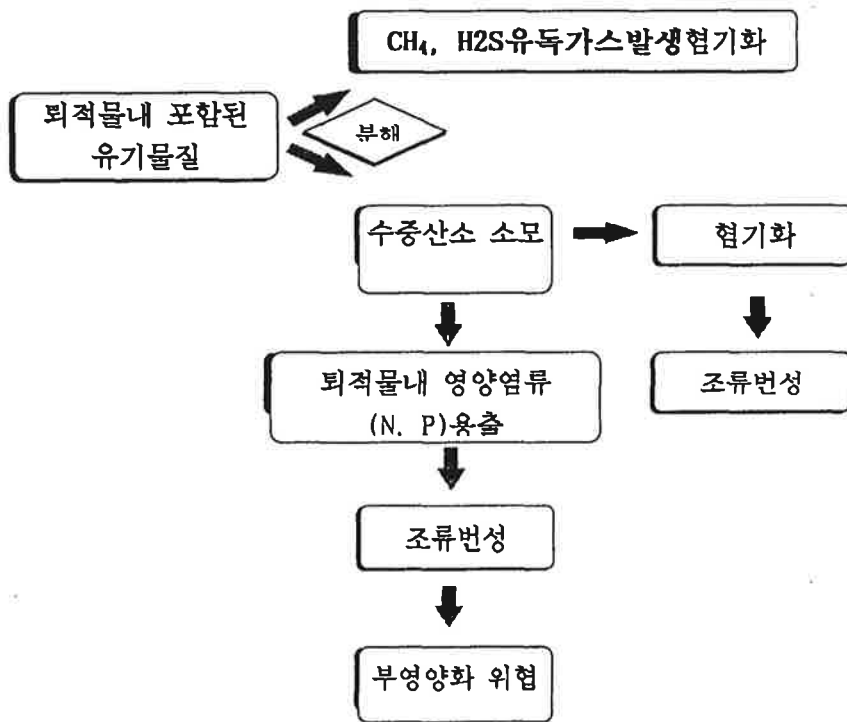 CH₄, H2S유독가스발생혐기화
퇴적물내 포함된
유기물질
분해
수중산소 소모
혐기화
퇴적물내 영양염류
(N. P)용출
조류번성
조류번성
부영양화 위협